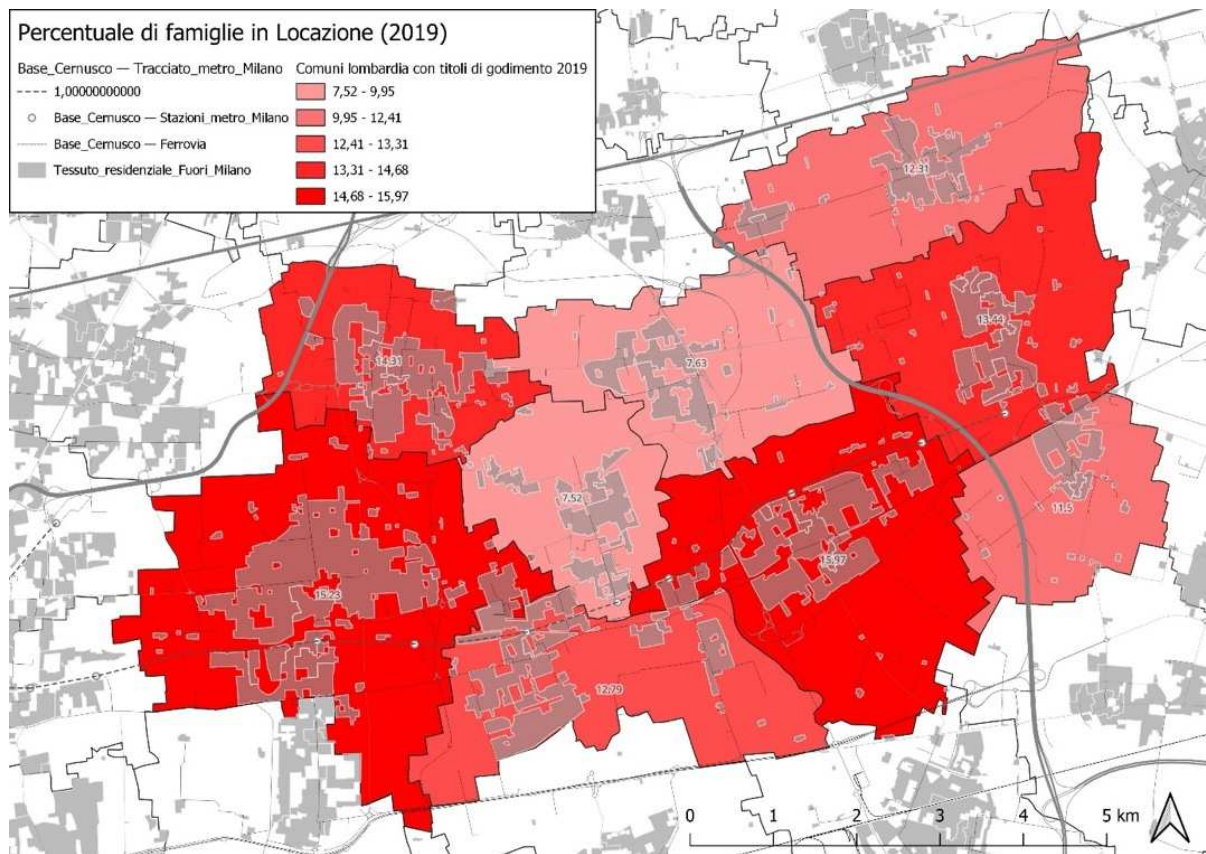 Percentuale di famiglie in Locazione (2019)
Base_Cernusco — Tracciato_metro_Milano
1,00000000000
Base_Cernusco — Stazioni_metro_Milano
Base_Cernusco — Ferrovia
Tessuto_residenziale_Fuori_Milano
Comuni lombardia con titoli di godimento 2019
7,52 - 9,95
9,95 - 12,41
12,41 - 13,31
13,31 - 14,68
14,68 - 15,97
12.31
13.44
14.31
7.63
7.52
11.5
15.97
15.23
12.79
0 1 2 3 4 5 km